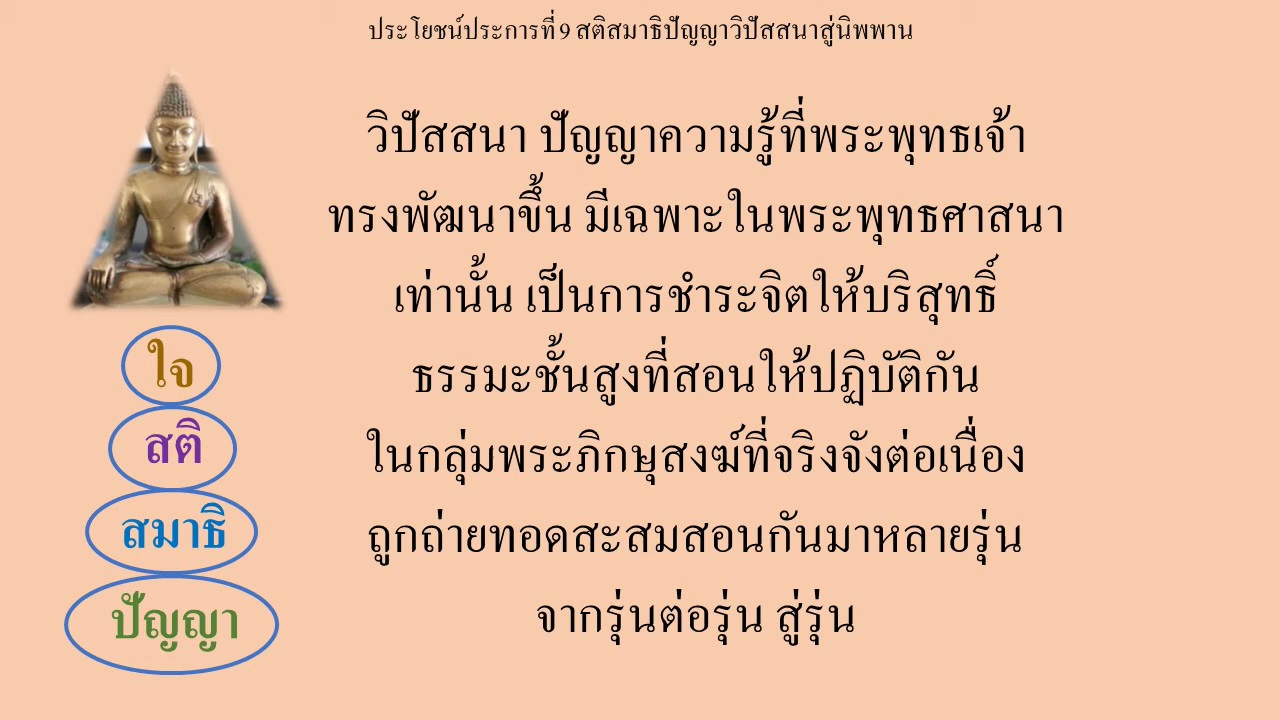 ประโยชน์ประการที่ 9 สติสมาธิปัญญาวิปัสสนาสู่นิพพาน
วิปัสสนา ปัญญาความรู้ที่พระพุทธเจ้า
ทรงพัฒนาขึ้น มีเฉพาะในพระพุทธศาสนา
เท่านั้น เป็นการชำระจิตให้บริสุทธิ์
ธรรมะชั้นสูงที่สอนให้ปฏิบัติกัน
ในกลุ่มพระภิกษุสงฆ์ที่จริงจังต่อเนื่อง
ถูกถ่ายทอดสะสมสอนกันมาหลายรุ่น
จากรุ่นต่อรุ่น สู่รุ่น
ใจ
สติ
สมาธิ
ปัญญา